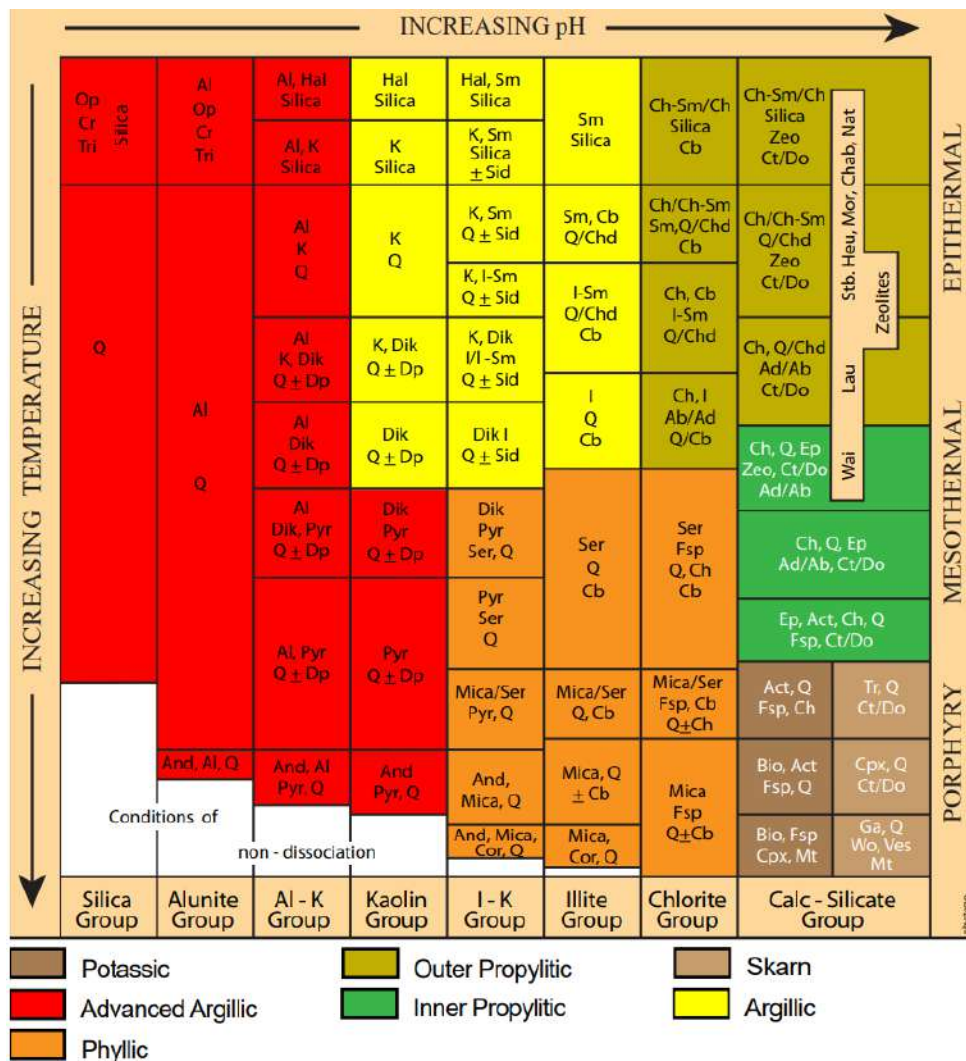 INCREASING pH
INCREASING TEMPERATURE
EPITHERMAL
MESOTHERMAL
PORPHYRY
Op
Cr
Tri
Silica
Q
Silica
Group
Al
Op
Cr
Tri
Al
Q
And, Al, Q
Alunite
Group
Al, Hal
Silica
Al, K
Silica
Al
K
Q
Al
K, Dik
Q ± Dp
Al
Dik
Q ± Dp
Al
Dik, Pyr
Q ± Dp
Al, Pyr
Q ± Dp
And, Al
Pyr, Q
Al - K
Group
Hal
Silica
K
Silica
K
Q
K, Dik
Q ± Dp
Dik
Q ± Dp
Dik
Pyr
Q ± Dp
Pyr
Q ± Dp
And
Pyr, Q
Kaolin
Group
Conditions of
non - dissociation
Hal, Sm
Silica
K, Sm
Silica
± Sid
K, Sm
Q ± Sid
K, I-Sm
Q ± Sid
K, Dik
I/I -Sm
Q ± Sid
Dik I
Q ± Sid
Dik
Pyr
Ser, Q
Pyr
Ser
Q
Mica/Ser
Pyr, Q
And,
Mica, Q
And, Mica,
Cor, Q
I - K
Group
Sm
Silica
Sm, Cb
Q/Chd
I-Sm
Q/Chd
Cb
I
Q
Cb
Ser
Q
Cb
Mica/Ser
Q, Cb
Mica, Q
± Cb
Mica,
Cor, Q
Illite
Group
Ch-Sm/Ch
Silica
Cb
Ch/Ch-Sm
Sm,Q/Chd
Cb
Ch, Cb
I-Sm
Q/Chd
Ch, I
Ab/Ad
Q/Cb
Ser
Fsp
Q, Ch
Cb
Mica/Ser
Fsp, Cb
Q±Ch
Mica
Fsp
Q±Cb
Chlorite
Group
Ch-Sm/Ch
Silica
Zeo
Ct/Do
Ch/Ch-Sm
Q/Chd
Zeo
Ct/Do
Ch, Q/Chd
Ad/Ab
Ct/Do
Ch, Q, Ep
Zeo, Ct/Do
Ad/Ab
Stb. Heu, Mor, Chab, Nat
Zeolites
Lau
Wai
Ch, Q, Ep
Ad/Ab, Ct/Do
Ep, Act, Ch, Q
Fsp, Ct/Do
Act, Q
Fsp, Ch
Tr, Q
Ct/Do
Bio, Act
Fsp, Q
Cpx, Q
Ct/Do
Bio, Fsp
Cpx, Mt
Ga, Q
Wo, Ves
Mt
Calc - Silicate
Group
Potassic
Outer Propylitic
Skarn
Advanced Argillic
Inner Propylitic
Argillic
Phyllic